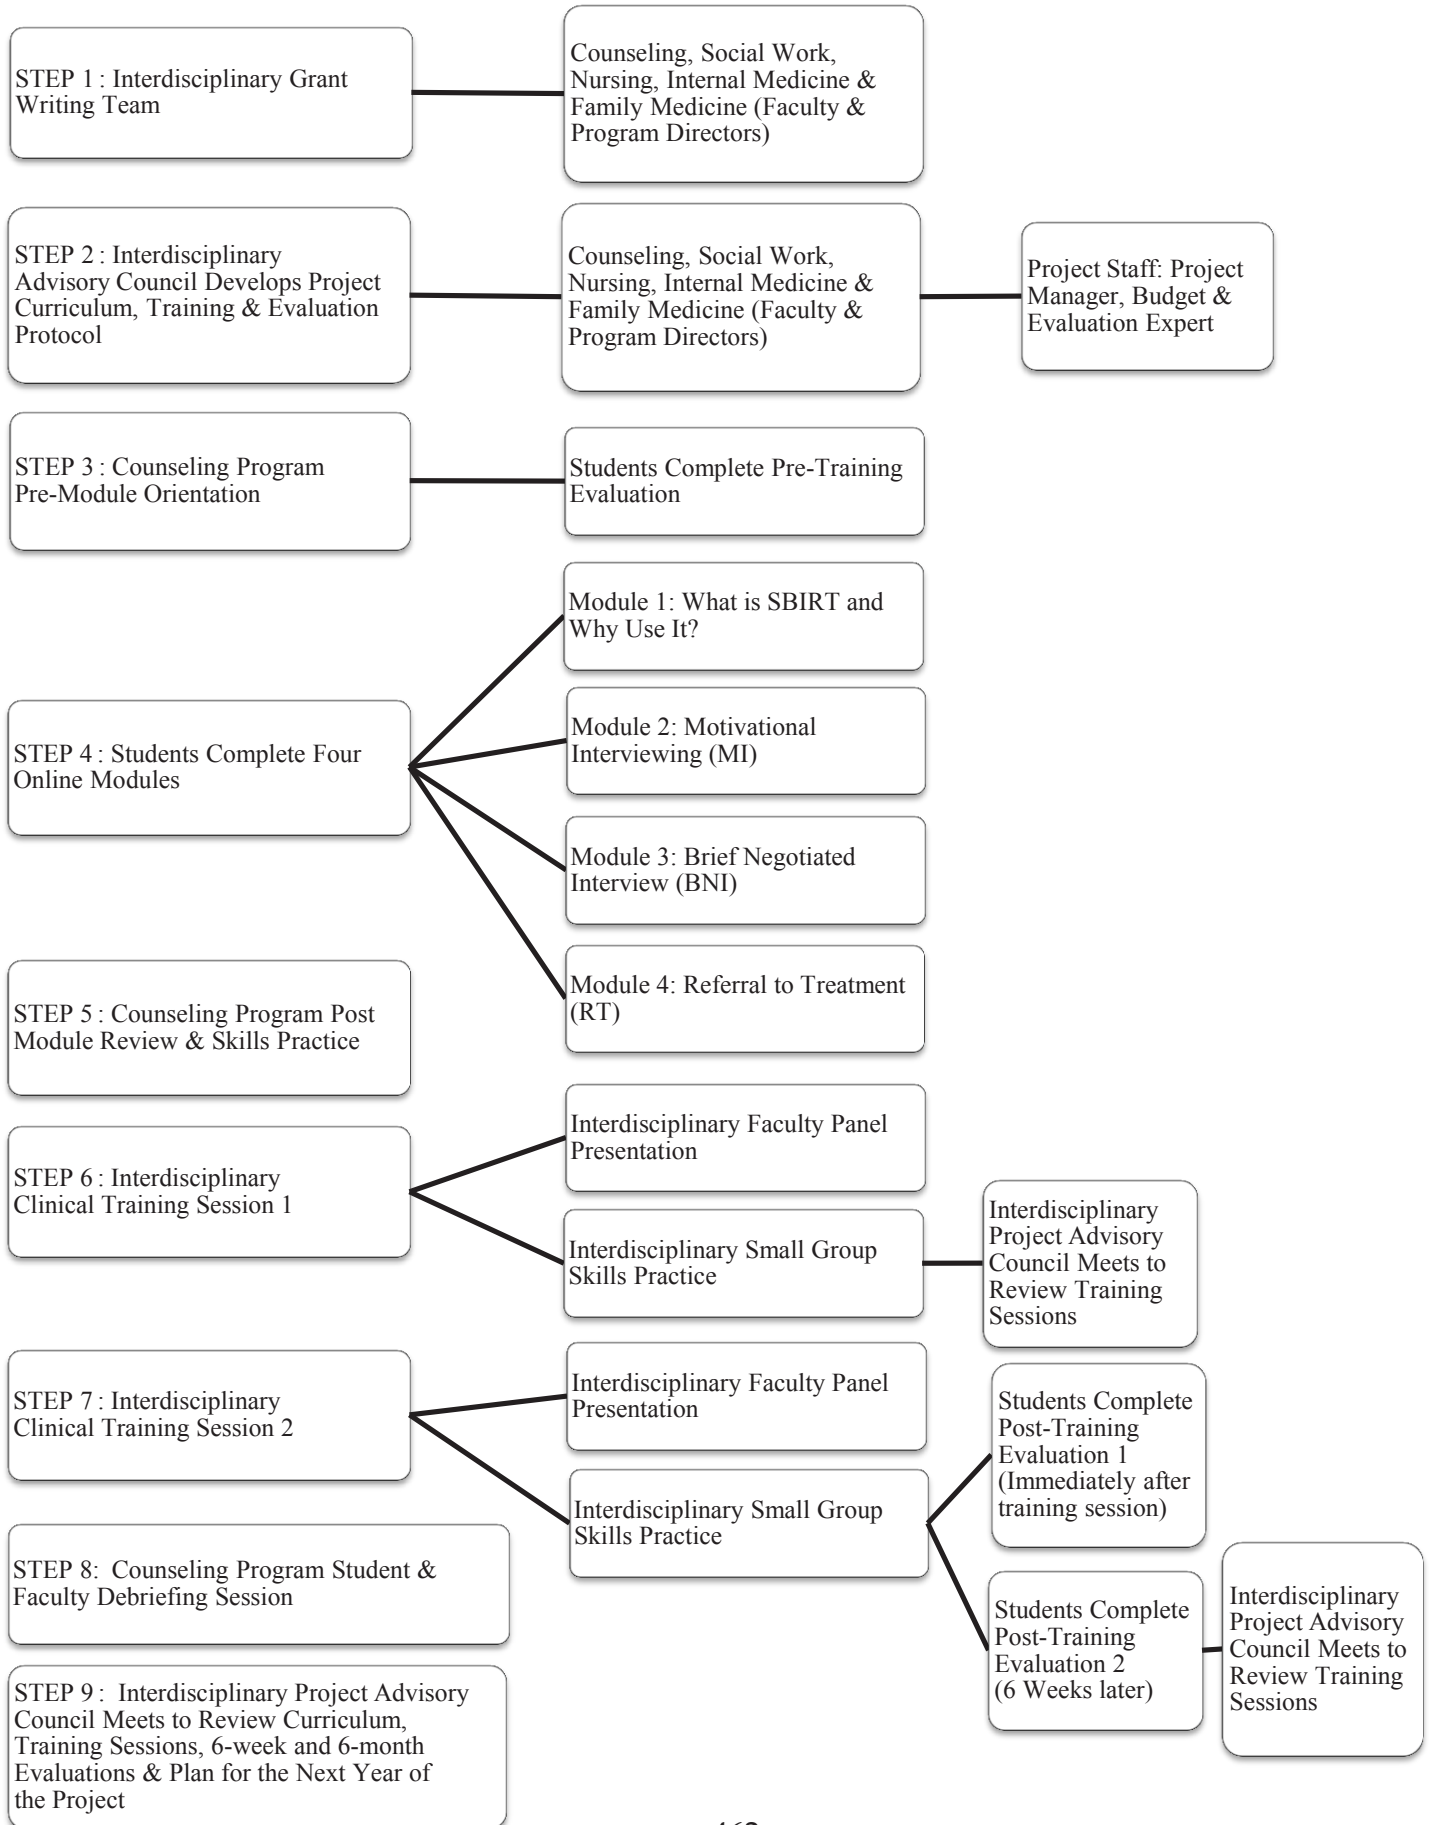 STEP 1 : Interdisciplinary Grant
Writing Team
Counseling, Social Work,
Nursing, Internal Medicine &
Family Medicine (Faculty &
Program Directors)
STEP 2 : Interdisciplinary
Advisory Council Develops Project
Curriculum, Training & Evaluation
Protocol
Counseling, Social Work,
Nursing, Internal Medicine &
Family Medicine (Faculty &
Program Directors)
Project Staff: Project
Manager, Budget &
Evaluation Expert
STEP 3 : Counseling Program
Pre-Module Orientation
Students Complete Pre-Training
Evaluation
STEP 4 : Students Complete Four
Online Modules
Module 1: What is SBIRT and
Why Use It?
Module 2: Motivational
Interviewing (MI)
Module 3: Brief Negotiated
Interview (BNI)
Module 4: Referral to Treatment
(RT)
STEP 5 : Counseling Program Post
Module Review & Skills Practice
STEP 6 : Interdisciplinary
Clinical Training Session 1
Interdisciplinary Faculty Panel
Presentation
Interdisciplinary Small Group
Skills Practice
Interdisciplinary
Project Advisory
Council Meets to
Review Training
Sessions
STEP 7 : Interdisciplinary
Clinical Training Session 2
Interdisciplinary Faculty Panel
Presentation
Interdisciplinary Small Group
Skills Practice
Students Complete
Post-Training
Evaluation 1
(Immediately after
training session)
Students Complete
Post-Training
Evaluation 2
(6 Weeks later)
Interdisciplinary
Project Advisory
Council Meets to
Review Training
Sessions
STEP 8: Counseling Program Student &
Faculty Debriefing Session
STEP 9 : Interdisciplinary Project Advisory
Council Meets to Review Curriculum,
Training Sessions, 6-week and 6-month
Evaluations & Plan for the Next Year of
the Project